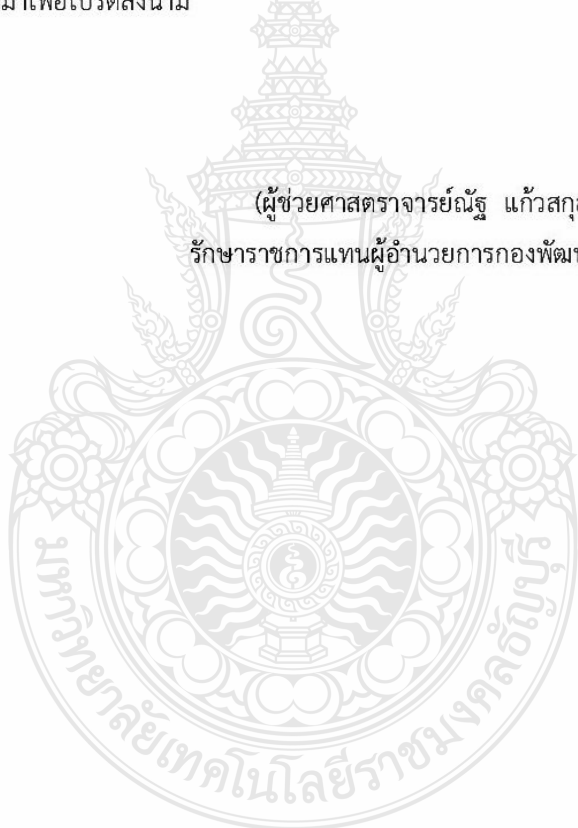 มาเพื่อโปรดลงนาม
(ผู้ช่วยศาสตราจารย์ณัฐ แก้วสกุล
รักษาราชการแทนผู้อำนวยการกองพัฒน
มหาวิทยาลัยเทคโนโลยีราชมงคลธัญบุรี